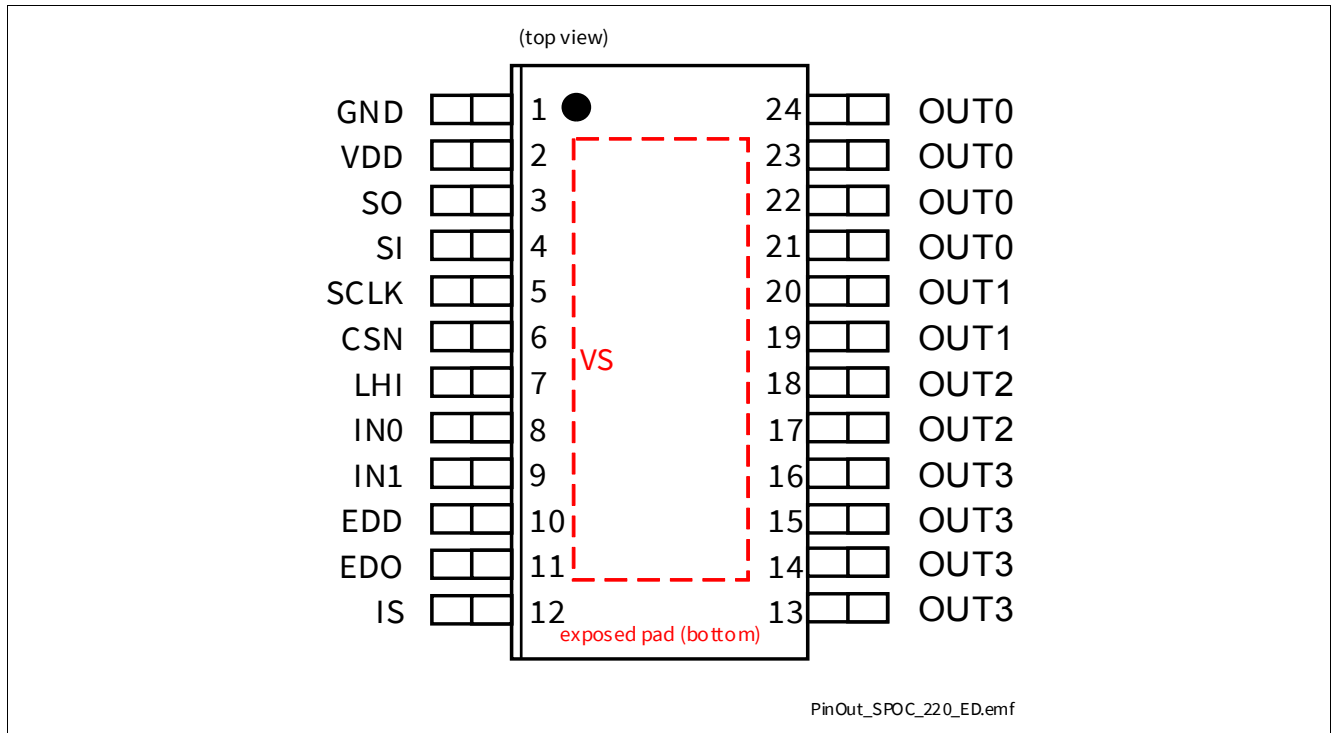 (top view)
GND 1 24 OUT0
VDD 2 23 OUT0
SO 3 22 OUT0
SI 4 21 OUT0
SCLK 5 20 OUT1
CSN 6 19 OUT1
VS
LHI 7 18 OUT2
IN0 8 17 OUT2
IN1 9 16 OUT3
EDD 10 15 OUT3
EDO 11 14 OUT3
IS 12 13 OUT3
exposed pad (bottom)
PinOut_SPOC_220_ED.emf